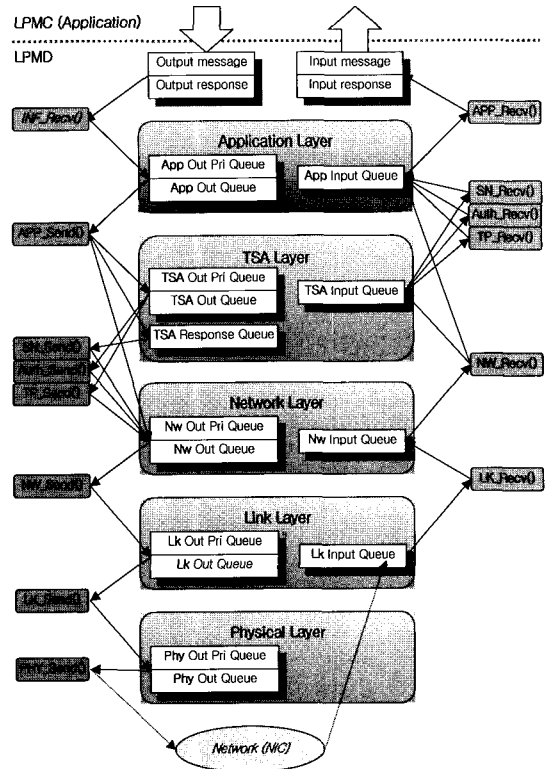 LPMC (Application)
LPMD
Output message
Output response
Input message
Input response
INF_Recv()
APP_Recv()
Application Layer
App Out Pri Queue
App Out Queue
App Input Queue
SN_Recv()
Auth_Recv()
TP_Recv()
APP_Send()
TSA Layer
TSA Out Pri Queue
TSA Out Queue
TSA Input Queue
TSA Response Queue
SN_Send()
Auth_Send()
TP_Send()
NW_Recv()
Network Layer
Nw Out Pri Queue
Nw Out Queue
Nw Input Queue
NW_Send()
LK_Recv()
Link Layer
Lk Out Pri Queue
Lk Out Queue
Lk Input Queue
LK_Send()
Physical Layer
Phy Out Pri Queue
Phy Out Queue
Network (NIC)